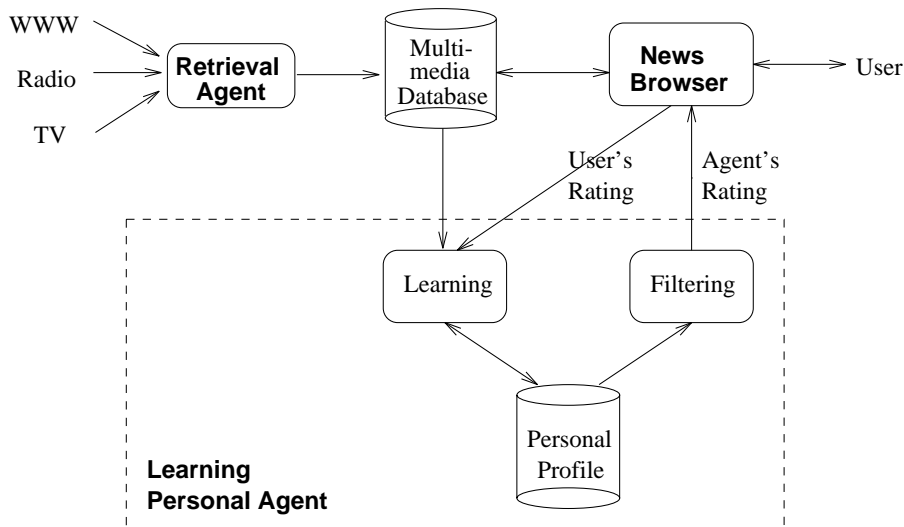 WWW
Radio
TV
Retrieval
Agent
Multi-
media
Database
News
Browser
User
User's
Rating
Agent's
Rating
Learning
Filtering
Personal
Profile
Learning
Personal Agent